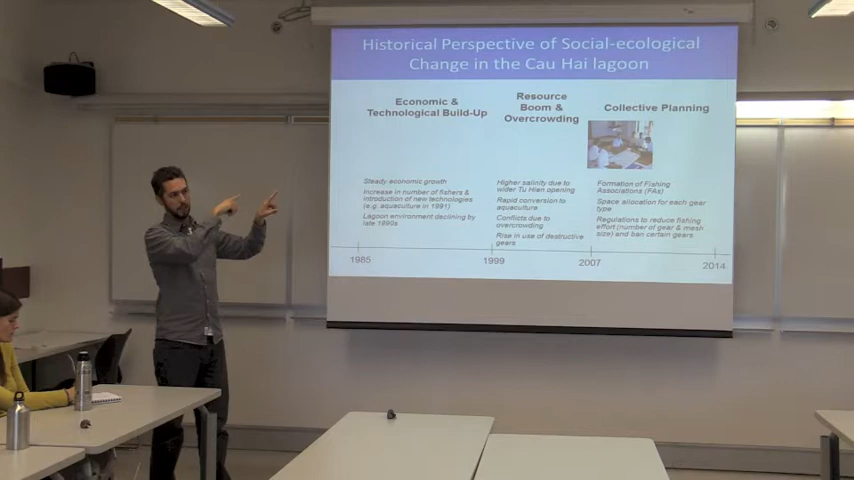 Historical Perspective of Social-ecological
Change in the Cau Hai lagoon
Economic &
Technological Build-Up
Steady economic growth
Increase in number of fishers &
introduction of new technologies
(e.g. aquaculture in 1991)
Lagoon environment declining by
late 1990s
Resource
Boom &
Overcrowding
Higher salinity due to
wider Tu Hien opening
Rapid conversion to
aquaculture
Conflicts due to
overcrowding
Rise in use of destructive
gears
Collective Planning
Formation of Fishing
Associations (FAs)
Space allocation for each gear
type
Regulations to reduce fishing
effort (number of gear & mesh
size) and ban certain gears
1985
1999
2007
2014